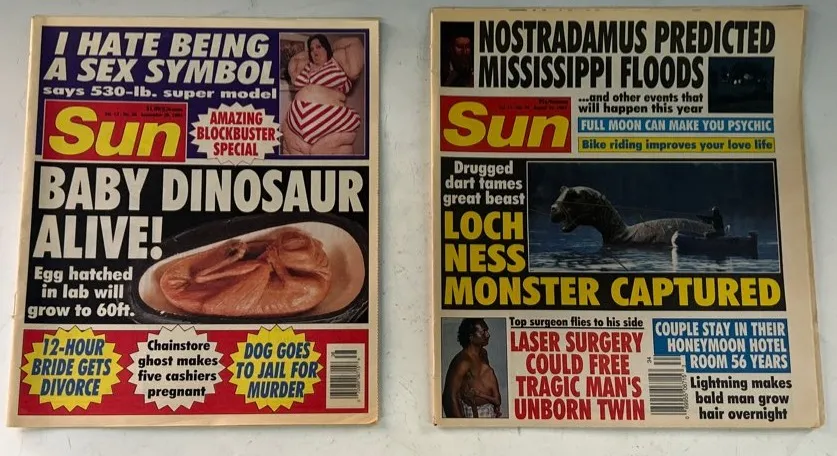 I HATE BEING
A SEX SYMBOL
says 530-lb. super model
Sun
AMAZING
BLOCKBUSTER
SPECIAL
BABY DINOSAUR
ALIVE!
Egg hatched
in lab will
grow to 60ft.
12-HOUR
BRIDE GETS
DIVORCE
Chainstore
ghost makes
five cashiers
pregnant
DOG GOES
TO JAIL FOR
MURDER
NOSTRADAMUS PREDICTED
MISSISSIPPI FLOODS
...and other events that
will happen this year
Sun
FULL MOON CAN MAKE YOU PSYCHIC
Bike riding improves your love life
Drugged
dart tames
great beast
LOCH
NESS
MONSTER CAPTURED
Top surgeon flies to his side
LASER SURGERY
COULD FREE
TRAGIC MAN'S
UNBORN TWIN
COUPLE STAY IN THEIR
HONEYMOON HOTEL
ROOM 56 YEARS
Lightning makes
bald man grow
hair overnight